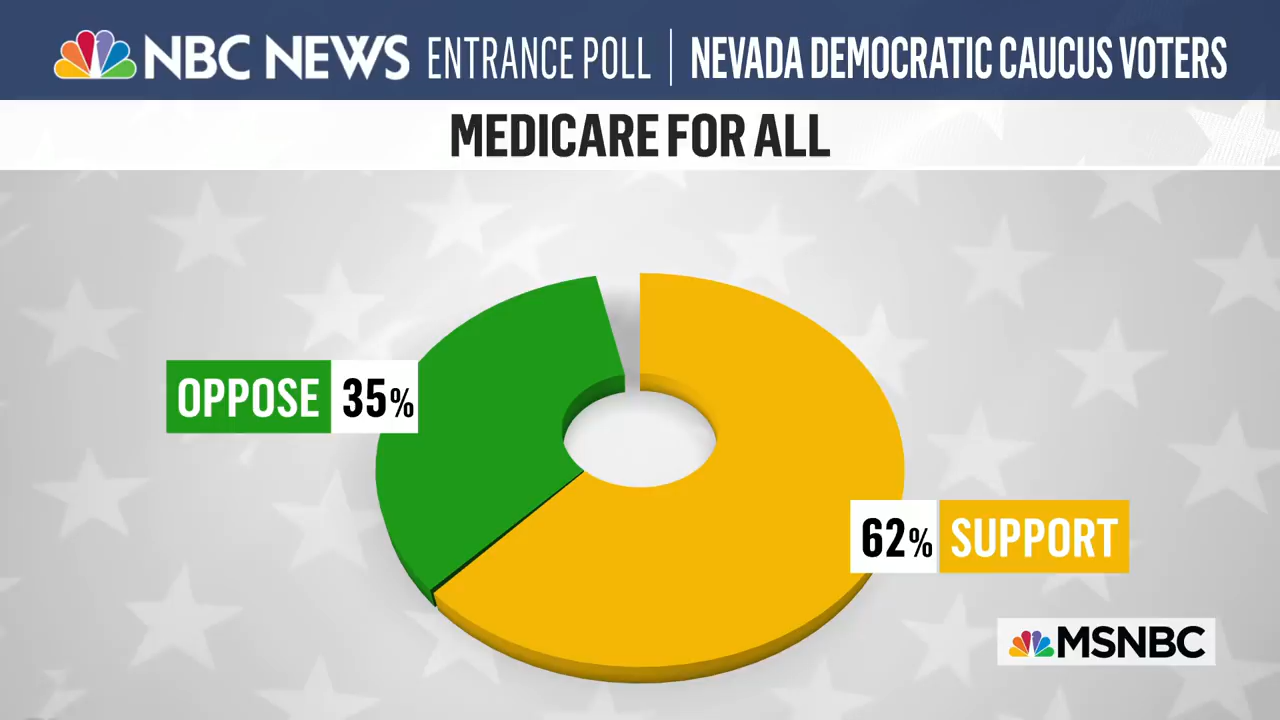 NBC NEWS ENTRANCE POLL | NEVADA DEMOCRATIC CAUCUS VOTERS
MEDICARE FOR ALL
OPPOSE 35%
62% SUPPORT
MSNBC